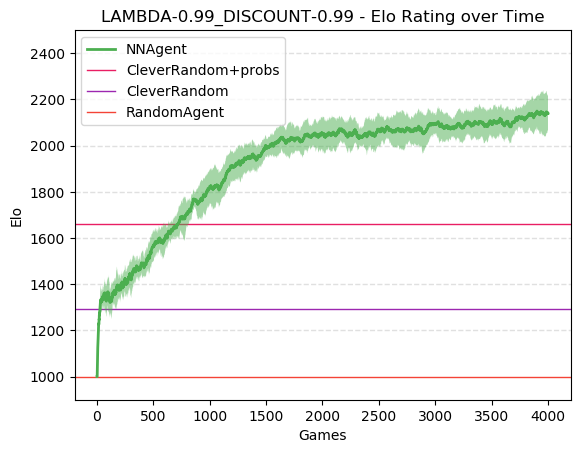 LAMBDA-0.99_DISCOUNT-0.99 - Elo Rating over Time
NNAgent
CleverRandom+probs
CleverRandom
RandomAgent
Elo
2400
2200
2000
1800
1600
1400
1200
1000
0 500 1000 1500 2000 2500 3000 3500 4000
Games